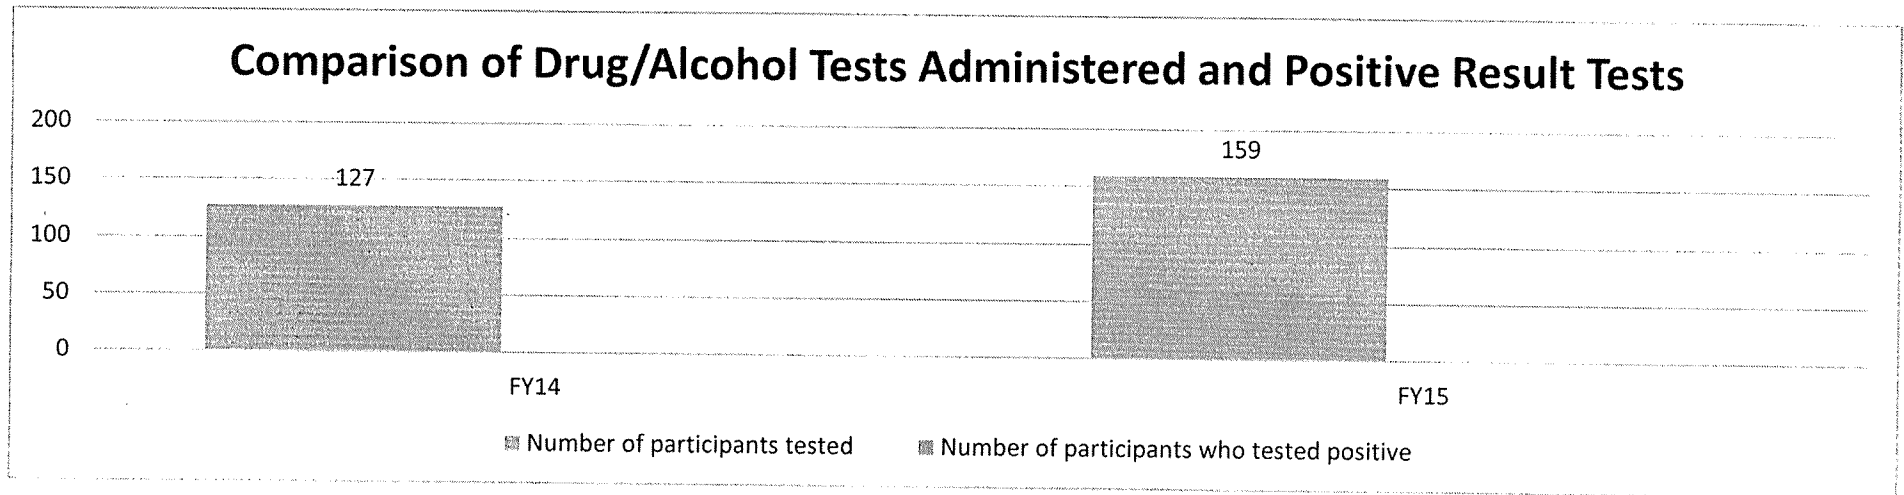 Comparison of Drug/Alcohol Tests Administered and Positive Result Tests
200
150
100
50
0
127
159
FY14
FY15
Number of participants tested
Number of participants who tested positive